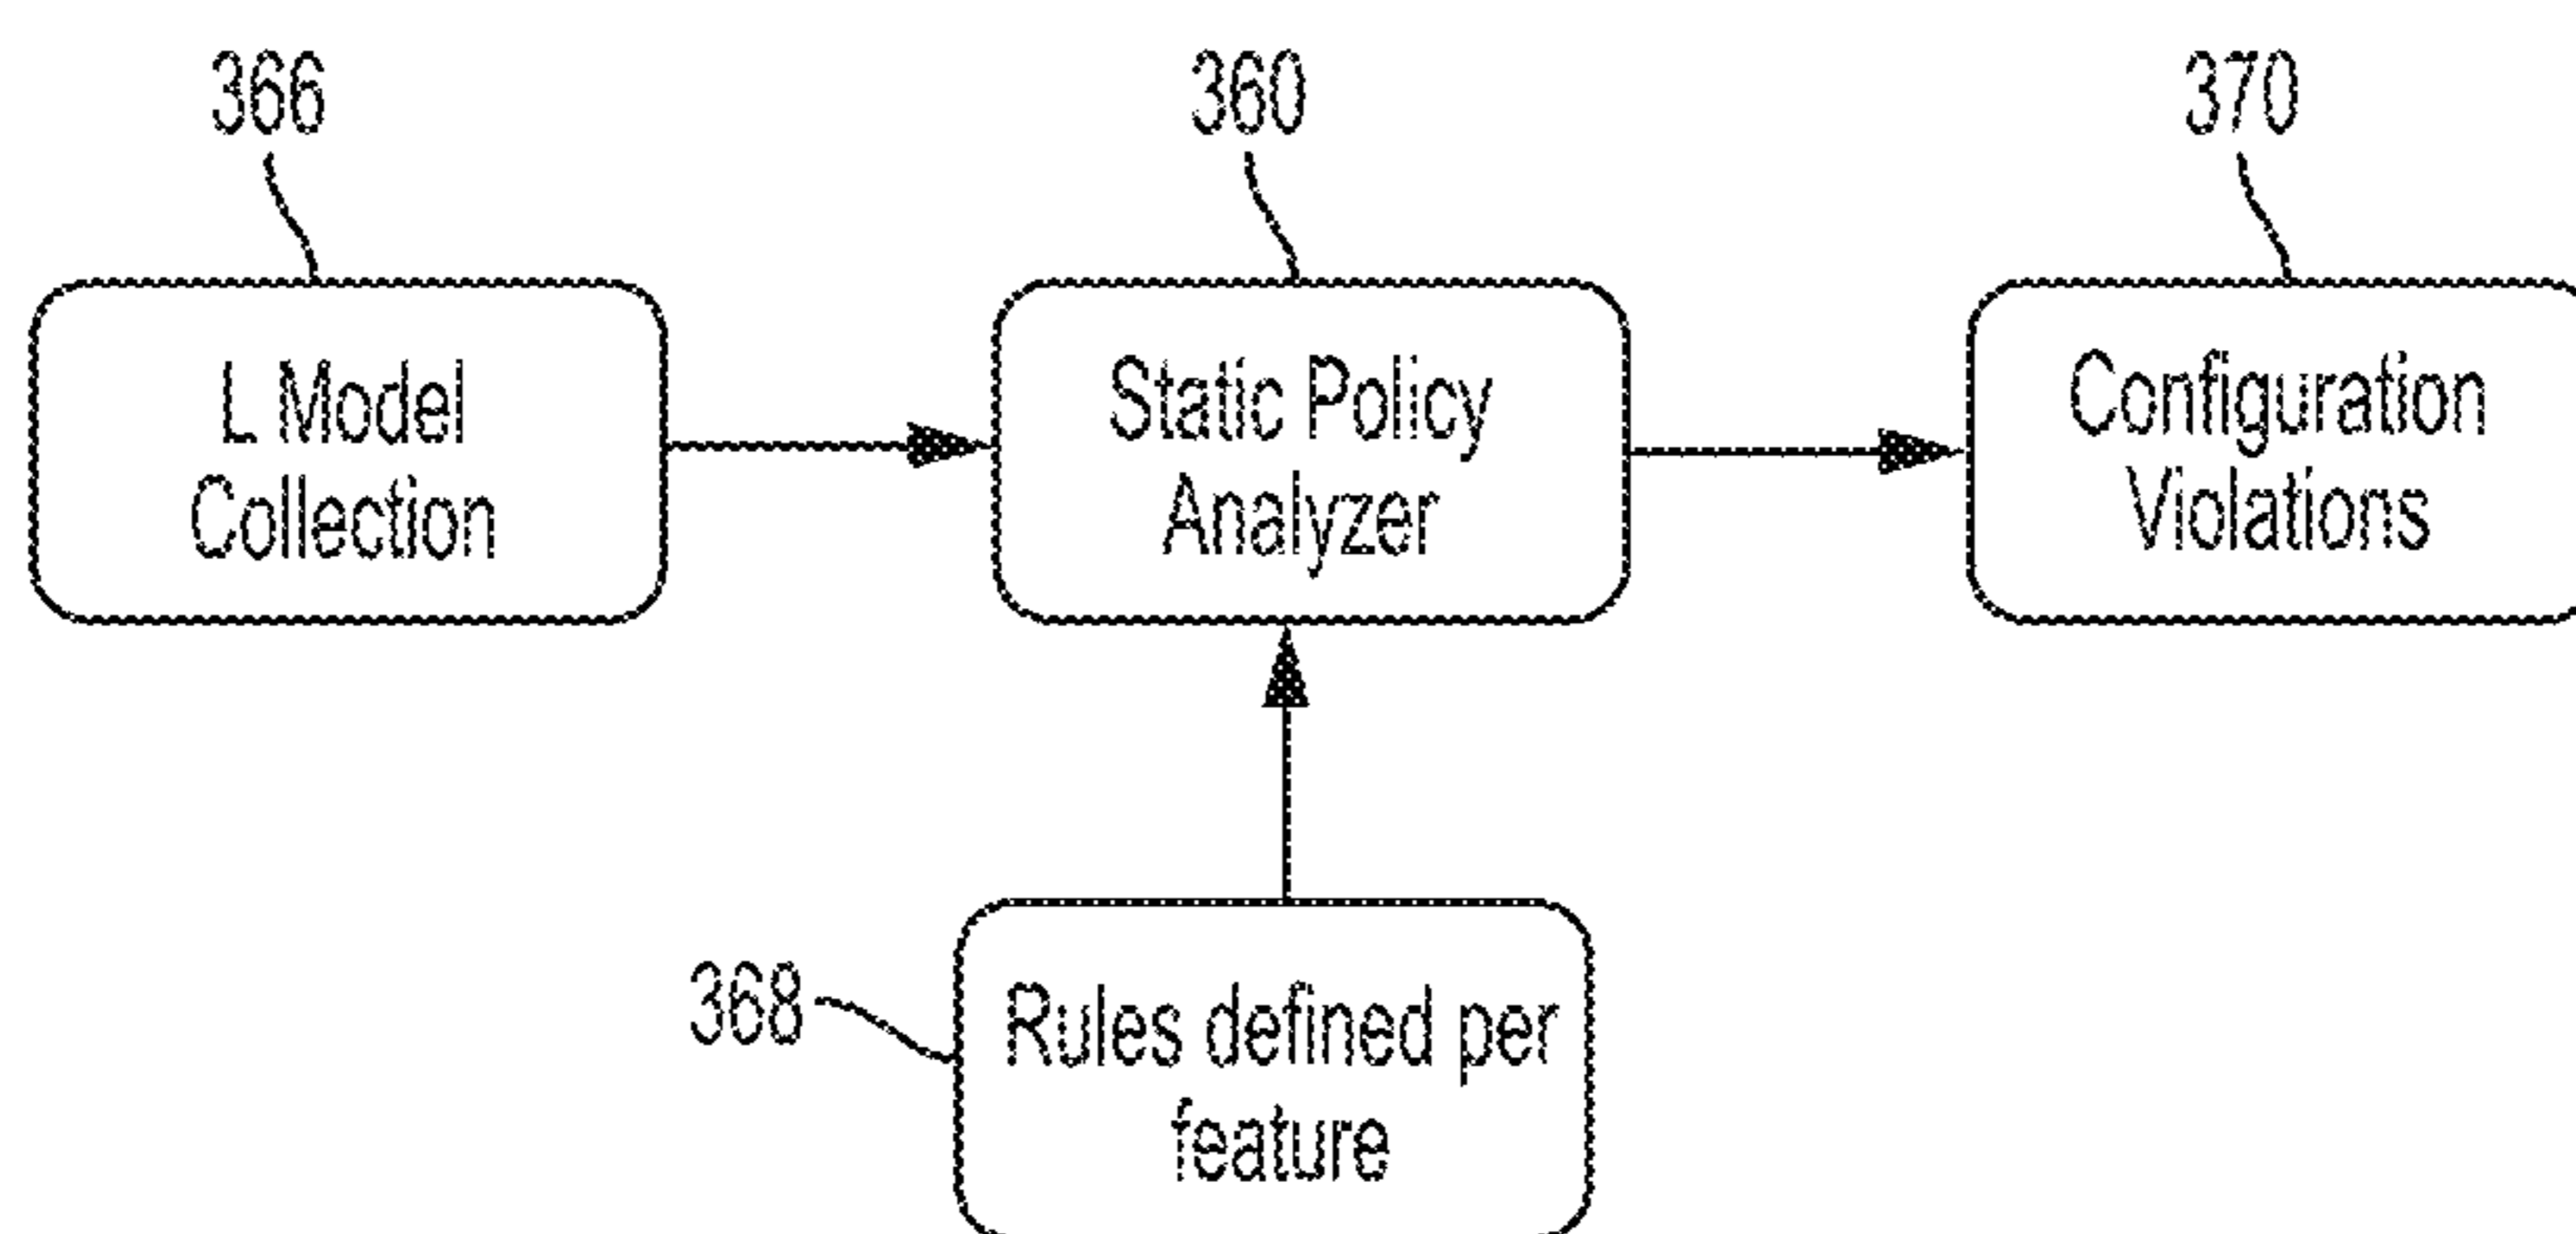 366
360
370
L Model
Collection
Static Policy
Analyzer
Configuration
Violations
368
Rules defined per
feature